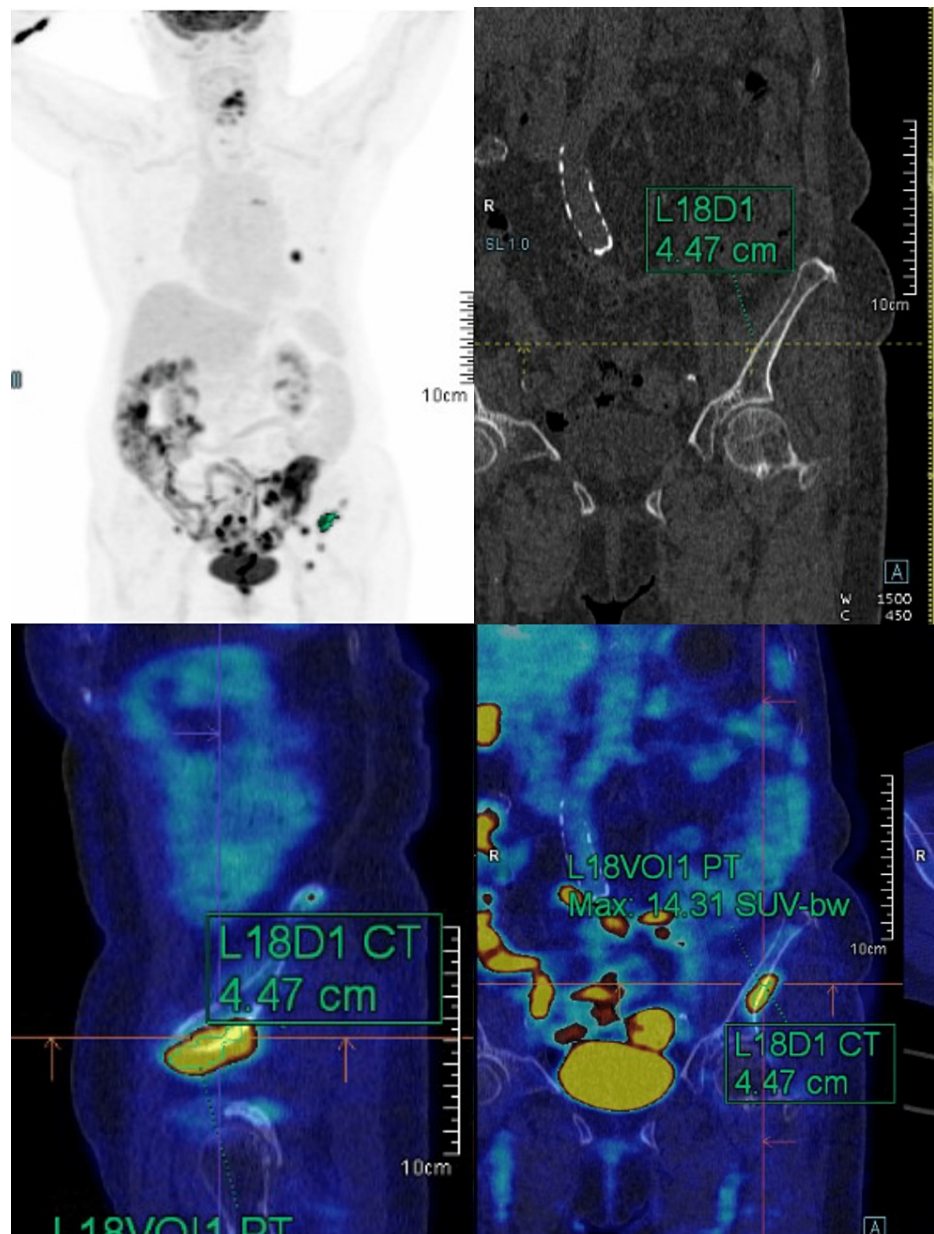 10cm
R
SL 1.0
L18D1
4.47 cm
10cm
A
W 1500
C 450
L18D1 CT
4.47 cm
10cm
L18VOI1 PT
R
L18VOI1 PT
Max: 14.31 SUV-bw
10cm
R
L18D1 CT
4.47 cm
A